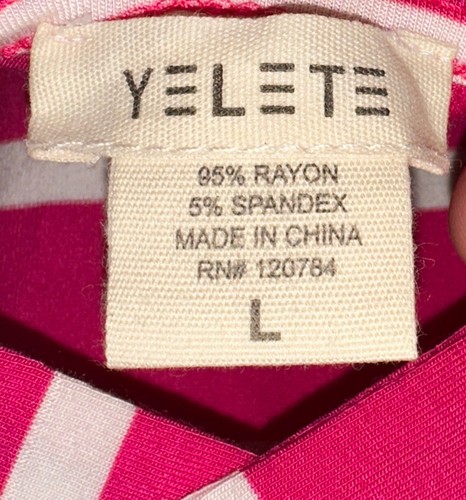 YELETE
95% RAYON
5% SPANDEX
MADE IN CHINA
RN# 120784
L